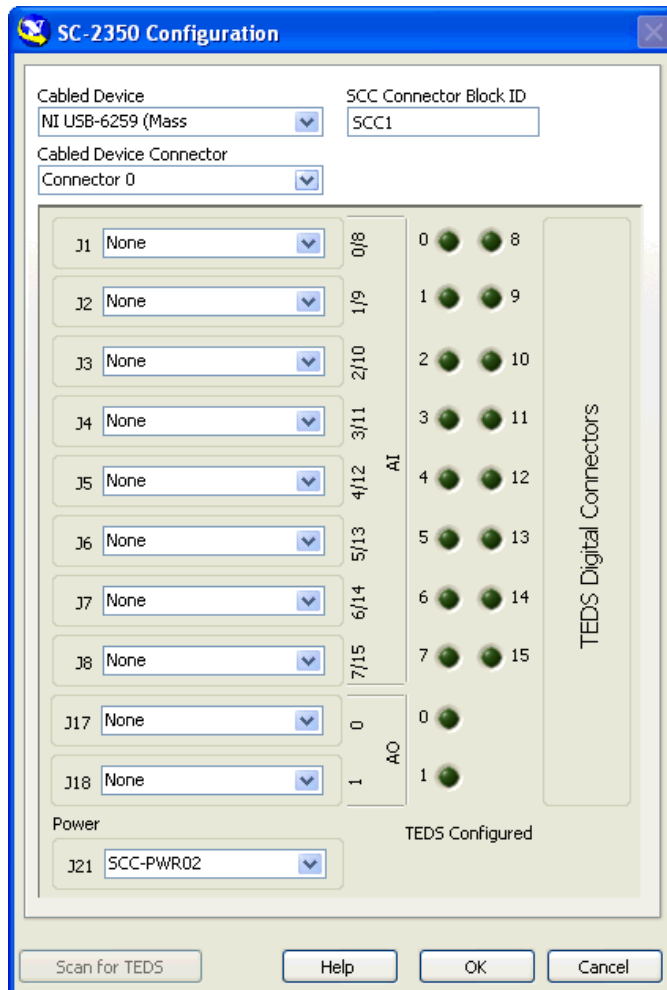 SC-2350 Configuration
Cabled Device
SCC Connector Block ID
NI USB-6259 (Mass
SCC1
Cabled Device Connector
Connector 0
J1 None 0/8 0 8
J2 None 1/9 1 9
J3 None 2/10 2 10
J4 None 3/11 3 11
J5 None 4/12 4 12
J6 None 5/13 5 13
J7 None 6/14 6 14
J8 None 7/15 7 15
AI
J17 None 0 0
J18 None 1 1
AO
TEDS Digital Connectors
Power
TEDS Configured
J21 SCC-PWR02
Scan for TEDS
Help
OK
Cancel